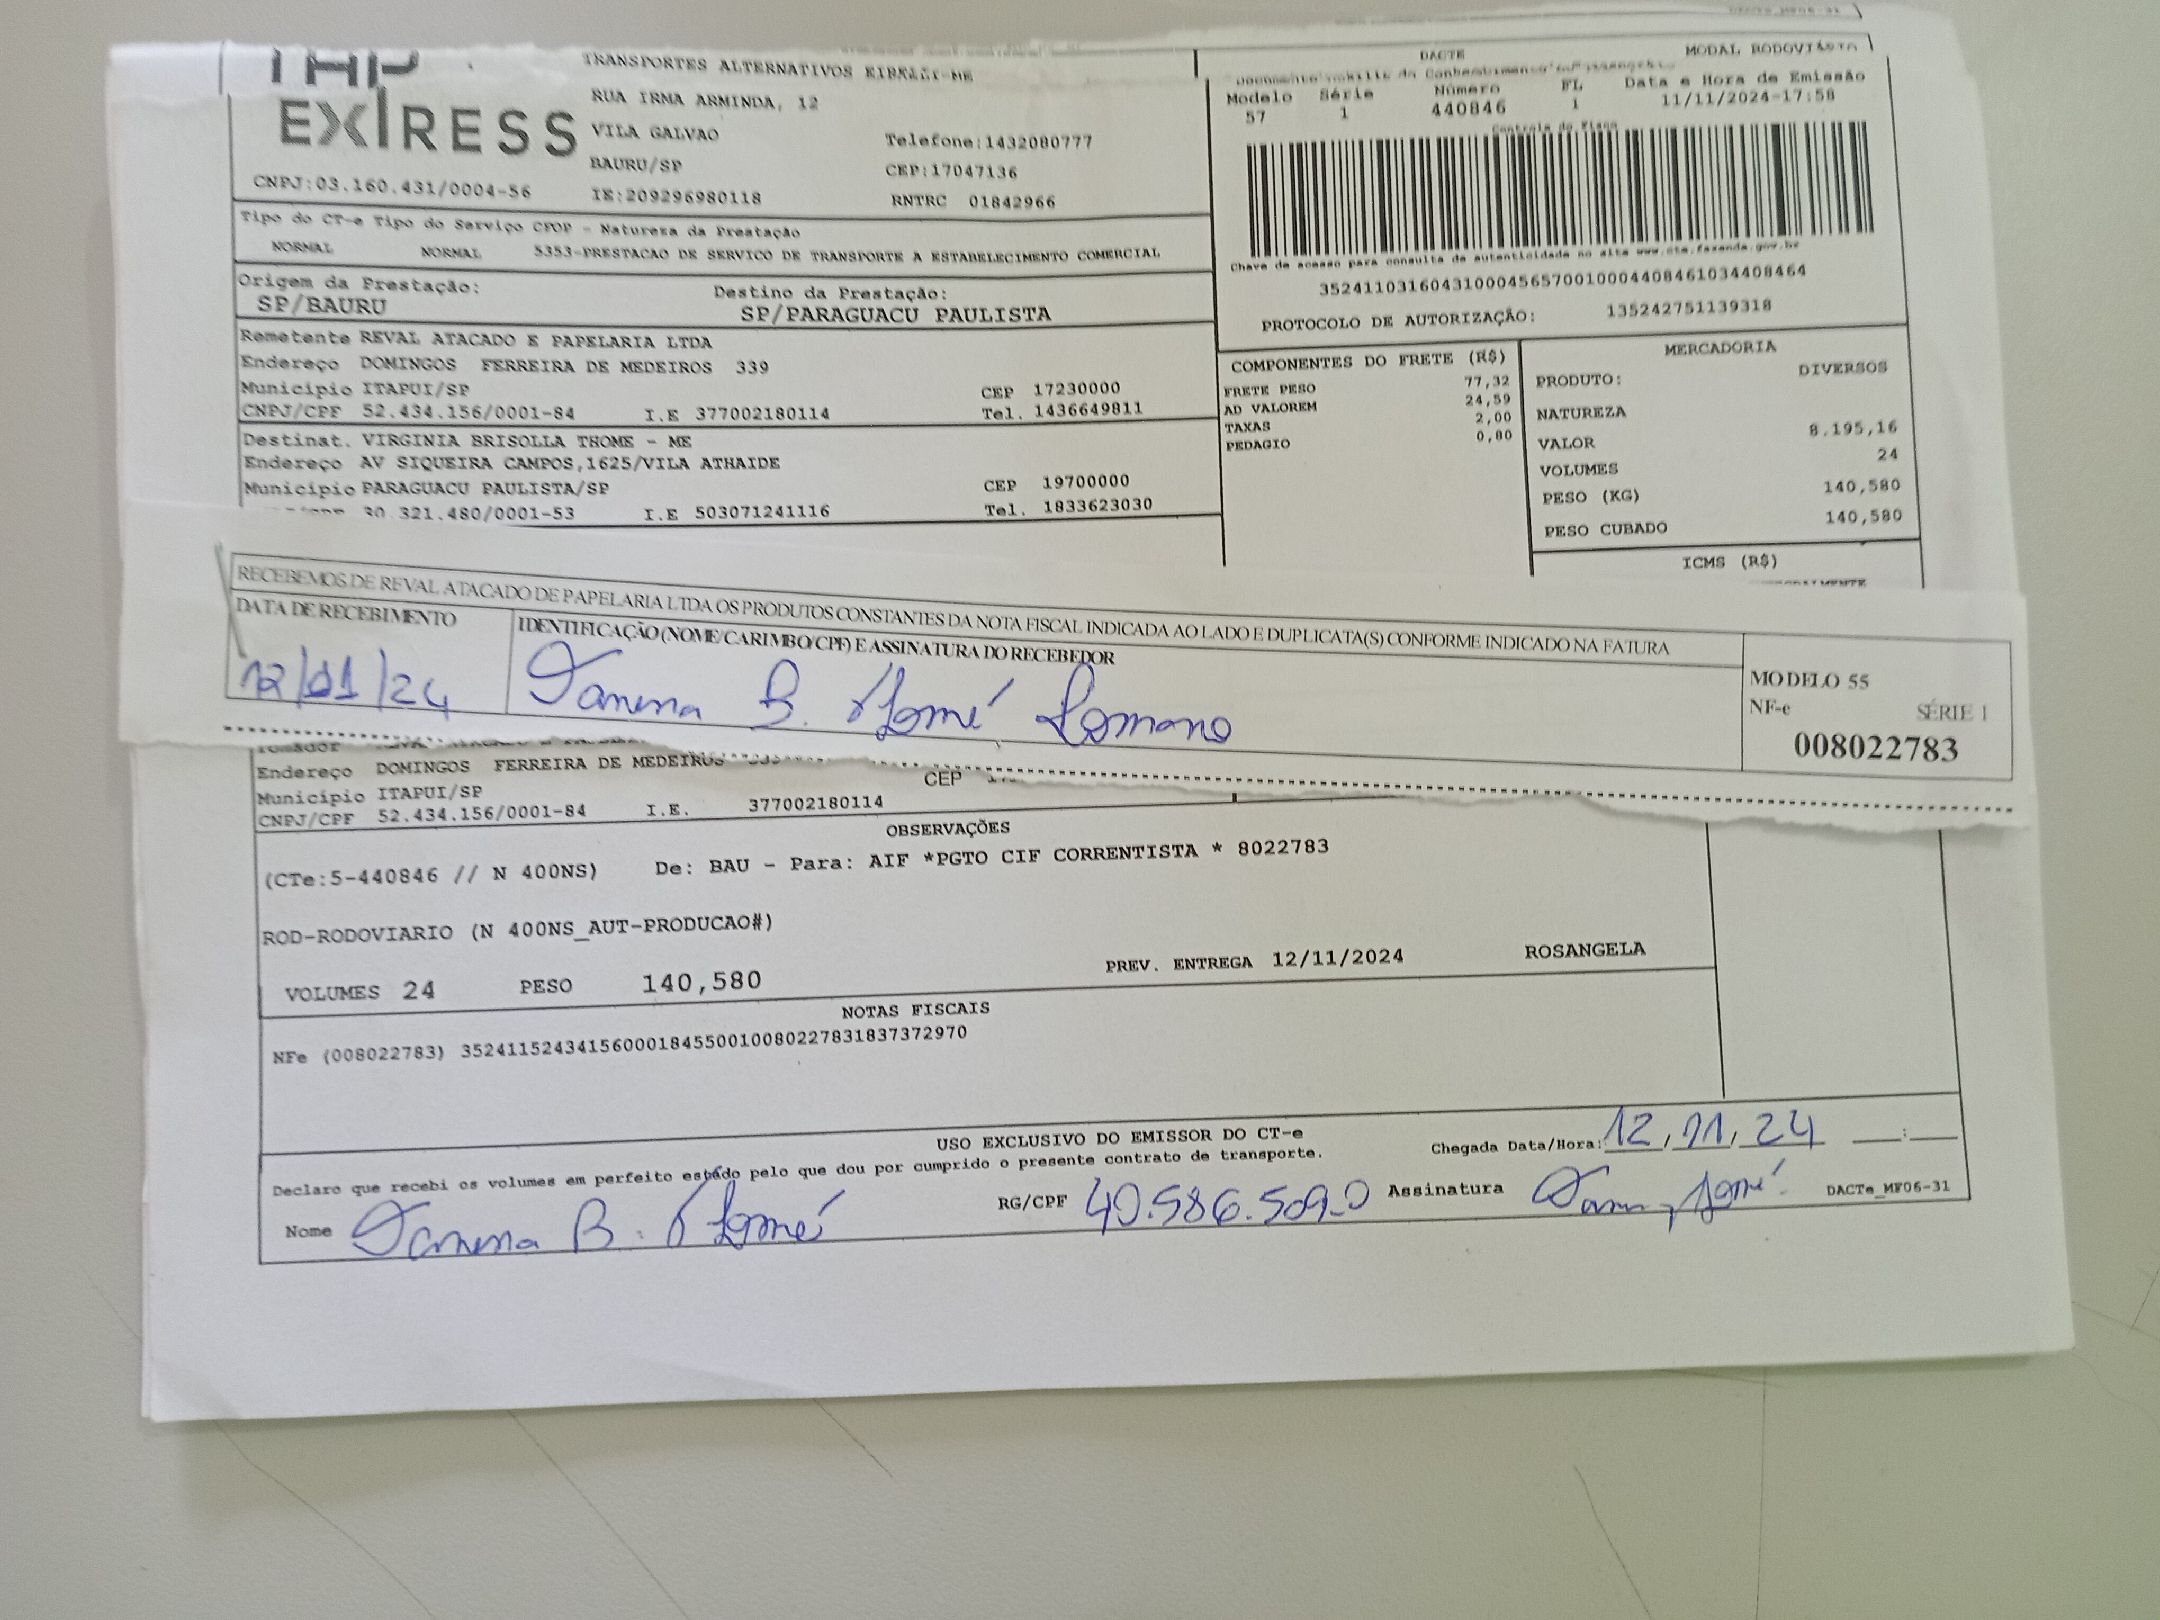 EXPRESS
TRANSPORTES ALTERNATIVOS EIRELLI-ME
RUA IRMA ARMINDA, 12
VILA GALVAO
Telefone:1432080777
BAURU/SP
CEP:17047136
CNPJ:03.160.431/0004-56
IE:209296980118
RNTRC 01842966
DACTE
MODAL RODOVIÁRIO
Modelo Série Número FL Data e Hora de Emissão
57 1 440846 1 11/11/2024-17:58
Controle do Fisco
Chave de acesso para consulta de autenticidade no site www.cte.fazenda.gov.br
35241103160431000456570010004408461034408464
PROTOCOLO DE AUTORIZAÇÃO: 135242751139318
Tipo do CT-e Tipo do Serviço CFOP - Natureza da Prestação
NORMAL NORMAL 5353-PRESTACAO DE SERVICO DE TRANSPORTE A ESTABELECIMENTO COMERCIAL
Origem da Prestação: Destino da Prestação:
SP/BAURU SP/PARAGUACU PAULISTA
Remetente REVAL ATACADO E PAPELARIA LTDA
Endereço DOMINGOS FERREIRA DE MEDEIROS 339
Município ITAPUI/SP CEP 17230000
CNPJ/CPF 52.434.156/0001-84 I.E 377002180114 Tel. 1436649811
Destinat. VIRGINIA BRISOLLA THOME - ME
Endereço AV SIQUEIRA CAMPOS,1625/VILA ATHAIDE
Município PARAGUACU PAULISTA/SP CEP 19700000
30.321.480/0001-53 I.E 503071241116 Tel. 1833623030
COMPONENTES DO FRETE (R$)
FRETE PESO 77,32
AD VALOREM 24,59
TAXAS 2,00
PEDAGIO 0,80
MERCADORIA
PRODUTO: DIVERSOS
NATUREZA
VALOR 8.195,16
VOLUMES 24
PESO (KG) 140,580
PESO CUBADO 140,580
ICMS (R$)
RECEBEMOS DE REVAL ATACADO DE PAPELARIA LTDA OS PRODUTOS CONSTANTES DA NOTA FISCAL INDICADA AO LADO E DUPLICATA(S) CONFORME INDICADO NA FATURA
DATA DE RECEBIMENTO
IDENTIFICAÇÃO (NOME/CARIMBO/CPF) E ASSINATURA DO RECEBEDOR
12/11/24 B. Thomé Romano
MODELO 55
NF-e SÉRIE 1
008022783
Tomador
Endereço DOMINGOS FERREIRA DE MEDEIROS
CEP
Município ITAPUI/SP
CNPJ/CPF 52.434.156/0001-84 I.E. 377002180114
OBSERVAÇÕES
(CTe:5-440846 // N 400NS) De: BAU - Para: AIF *PGTO CIF CORRENTISTA * 8022783
ROD-RODOVIARIO (N 400NS_AUT-PRODUCAO#)
VOLUMES 24 PESO 140,580 PREV. ENTREGA 12/11/2024 ROSANGELA
NOTAS FISCAIS
NFe (008022783) 35241152434156000184550010080227831837372970
USO EXCLUSIVO DO EMISSOR DO CT-e
Declaro que recebi os volumes em perfeito estado pelo que dou por cumprido o presente contrato de transporte.
Chegada Data/Hora: 12, 11, 24 :
Nome B. Thomé
RG/CPF 40.586.509-0
Assinatura Thomé
DACTe_MF06-31